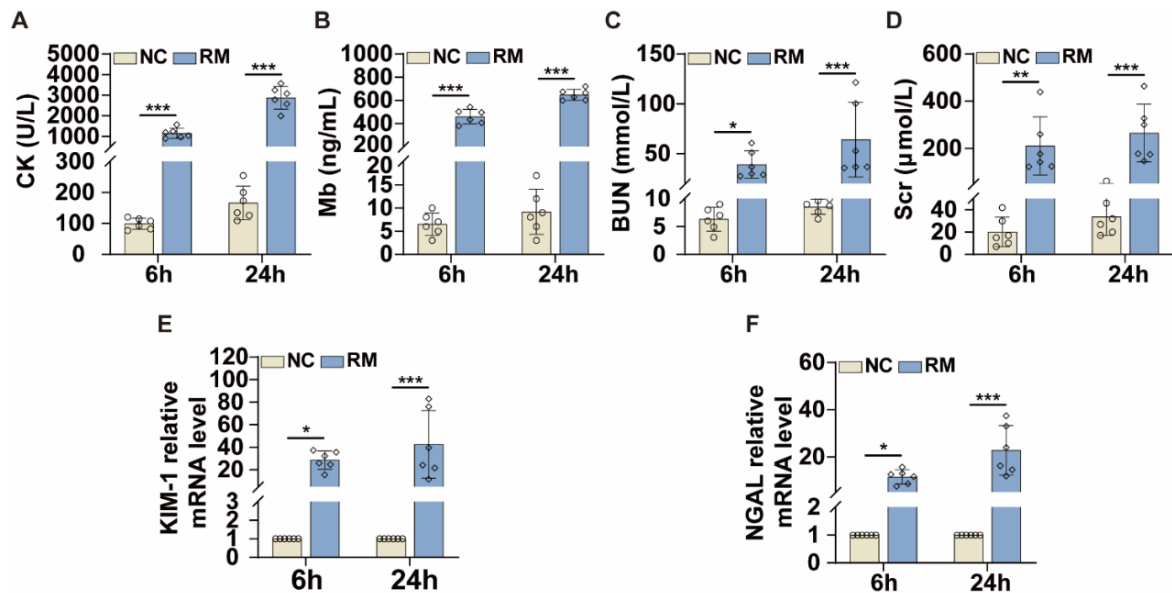 A
CK (U/L)
NC RM
5000
4000
3000
2000
1000
300
200
100
0
***
***
6h 24h
B
Mb (ng/mL)
NC RM
1000
800
600
400
200
20
15
10
5
0
***
***
6h 24h
C
BUN (mmol/L)
NC RM
150
100
50
10
5
0
*
***
6h 24h
D
Scr (μmol/L)
NC RM
600
400
200
40
20
0
**
***
6h 24h
E
KIM-1 relative
mRNA level
NC RM
120
100
80
60
40
20
3
2
1
0
*
***
6h 24h
F
NGAL relative
mRNA level
NC RM
60
40
20
2
1
0
*
***
6h 24h